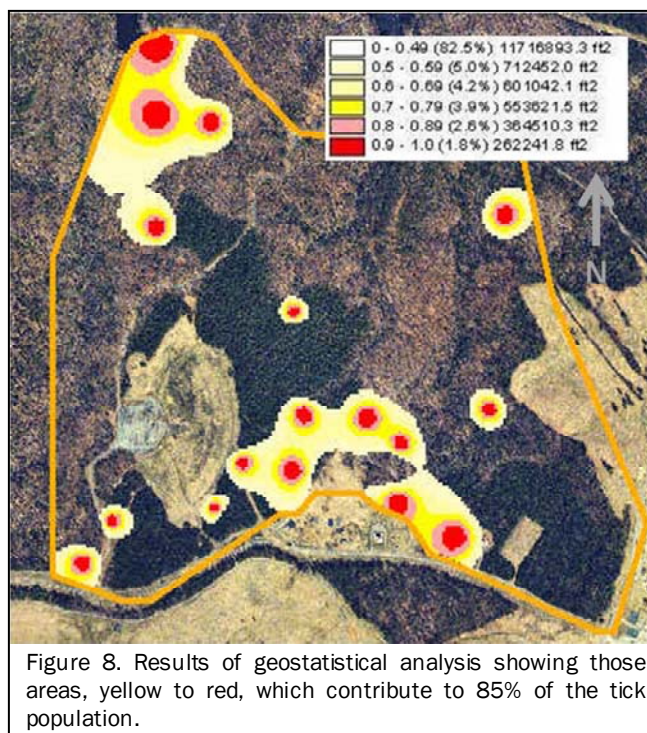 0 - 0.49 (82.5%) 11716893.3 ft2
0.5 - 0.59 (5.0%) 712452.0 ft2
0.6 - 0.69 (4.2%) 601042.1 ft2
0.7 - 0.79 (3.9%) 553621.5 ft2
0.8 - 0.89 (2.6%) 364510.3 ft2
0.9 - 1.0 (1.8%) 262241.8 ft2
N
Figure 8. Results of geostatistical analysis showing those
areas, yellow to red, which contribute to 85% of the tick
population.